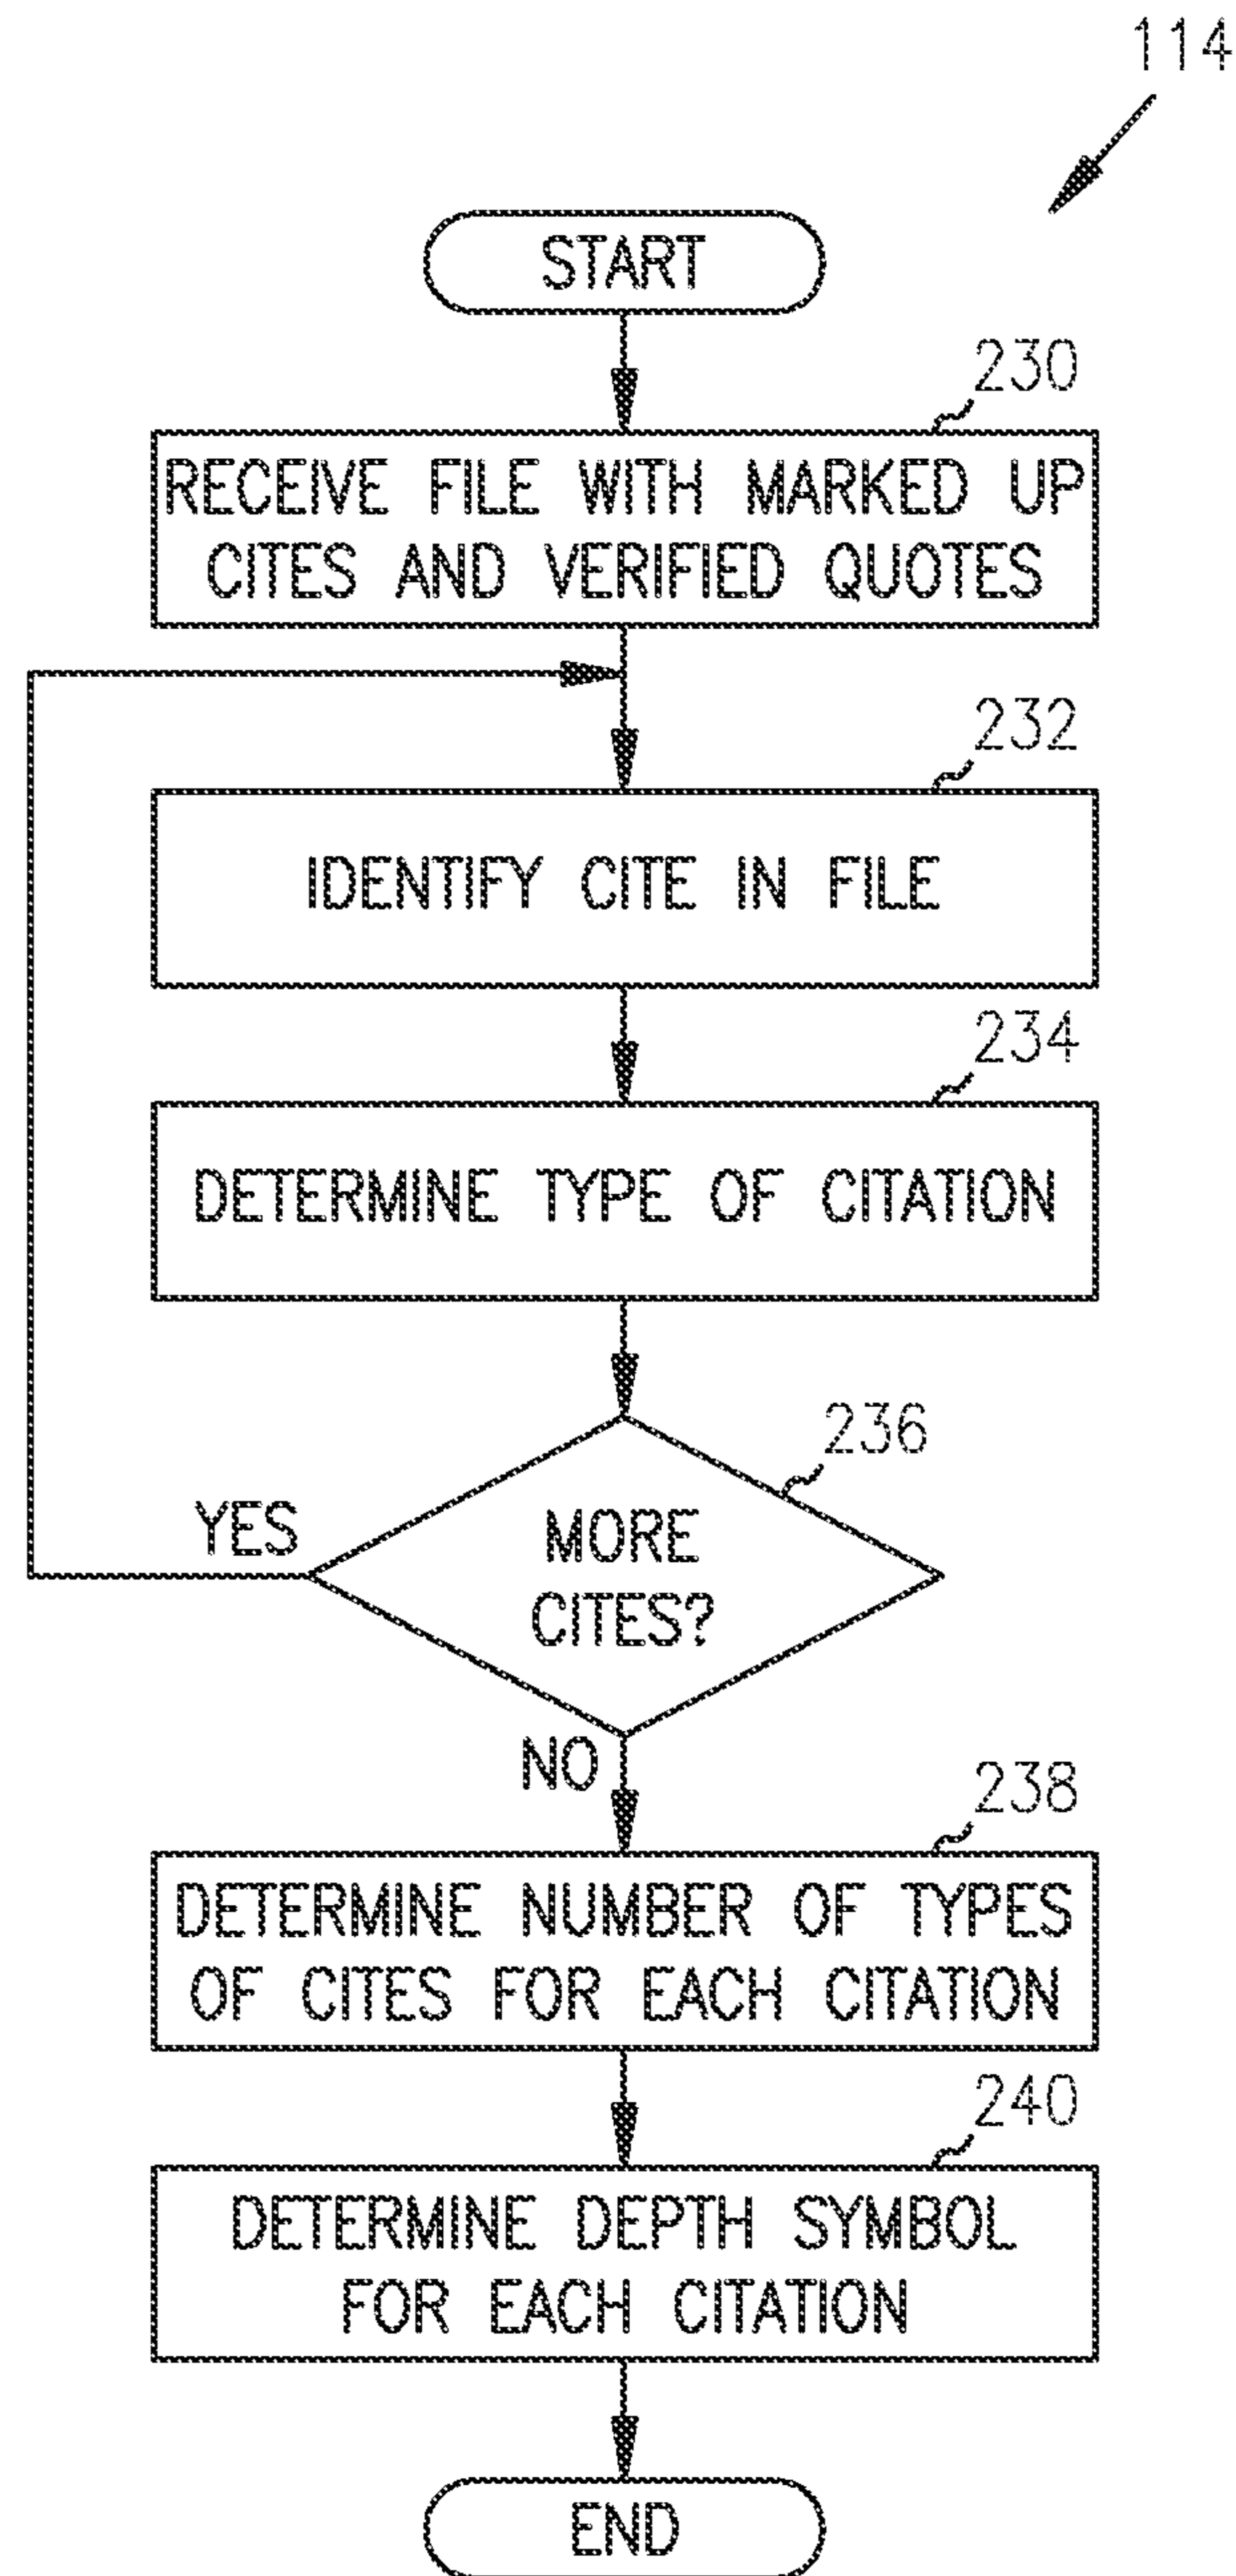 114
START
230
RECEIVE FILE WITH MARKED UP
CITES AND VERIFIED QUOTES
232
IDENTIFY CITE IN FILE
234
DETERMINE TYPE OF CITATION
236
YES
MORE
CITES?
NO
238
DETERMINE NUMBER OF TYPES
OF CITES FOR EACH CITATION
240
DETERMINE DEPTH SYMBOL
FOR EACH CITATION
END